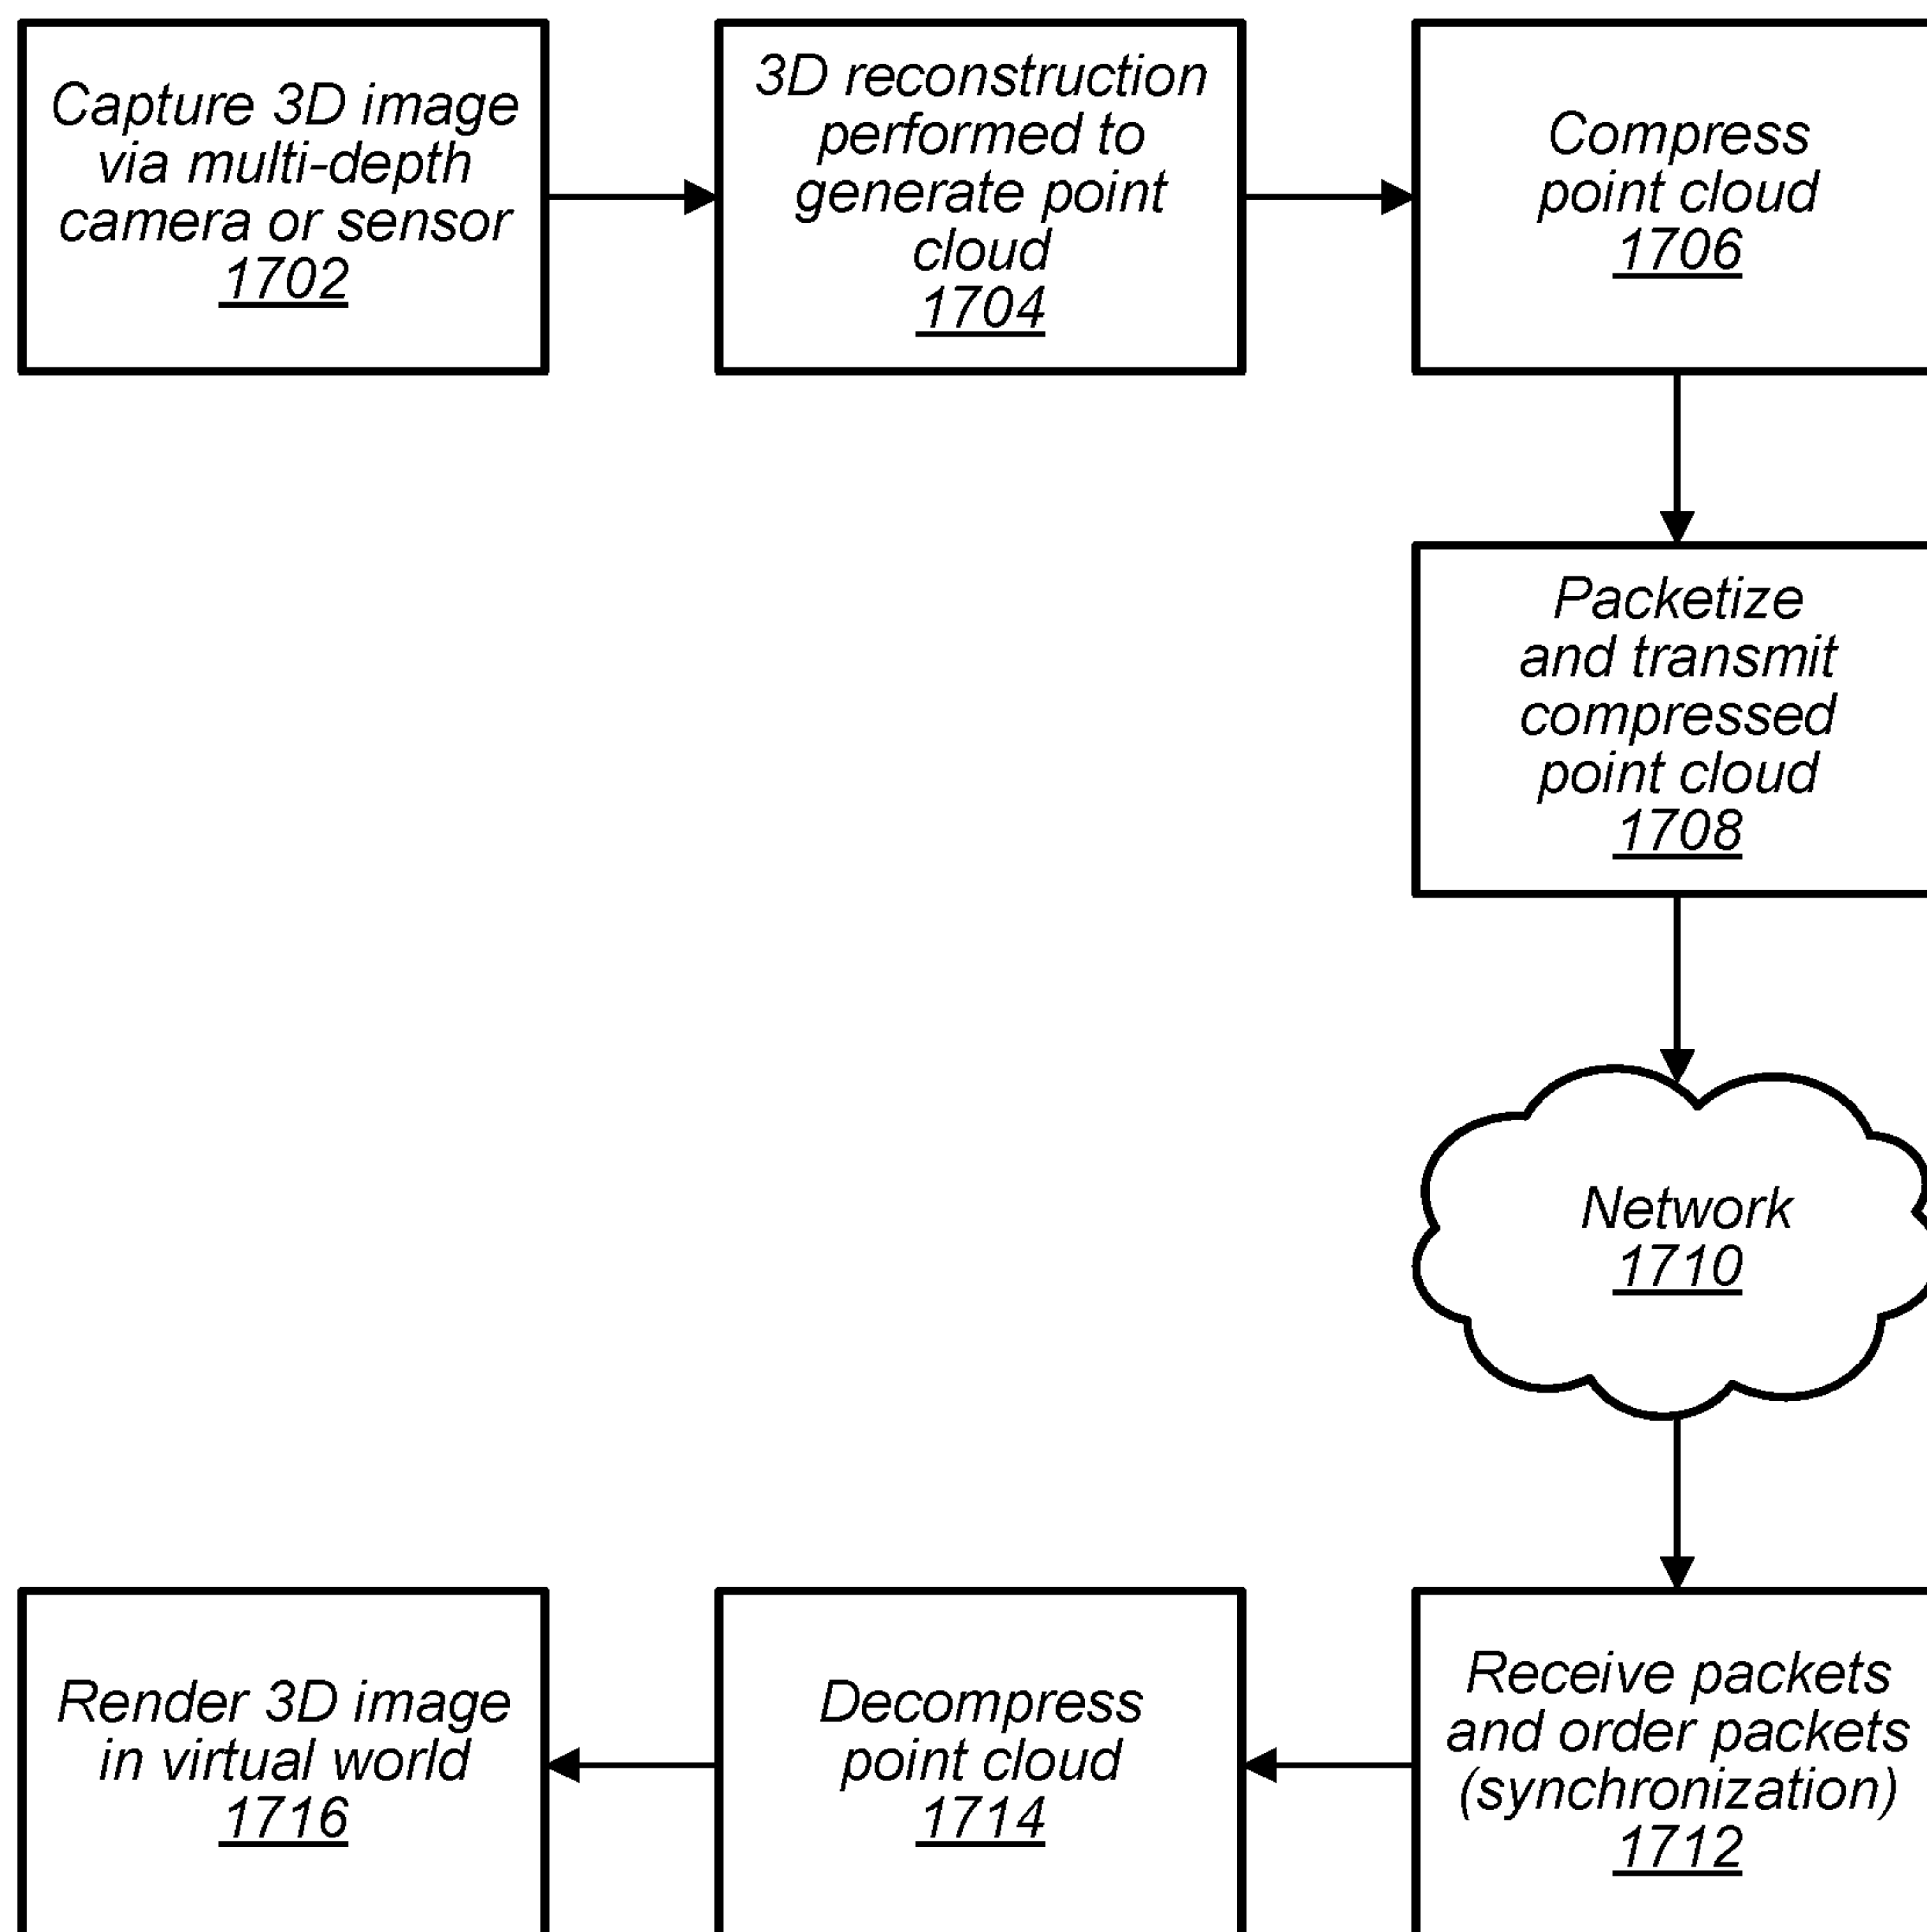 Capture 3D image
via multi-depth
camera or sensor
1702
3D reconstruction
performed to
generate point
cloud
1704
Compress
point cloud
1706
Packetize
and transmit
compressed
point cloud
1708
Network
1710
Receive packets
and order packets
(synchronization)
1712
Decompress
point cloud
1714
Render 3D image
in virtual world
1716